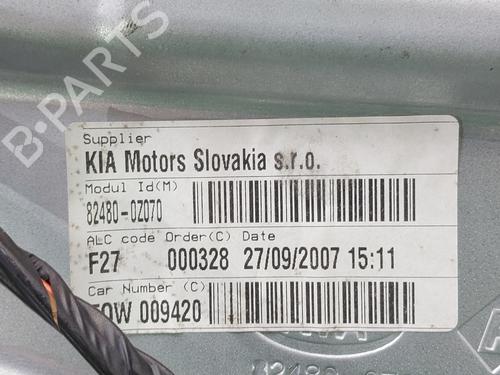 B-PARTS
Supplier
KIA Motors Slovakia s.r.o.
Modul Id(M)
82480-0Z070
ALC code Order(C) Date
F27 000328 27/09/2007 15:11
Car Number (C)
009420